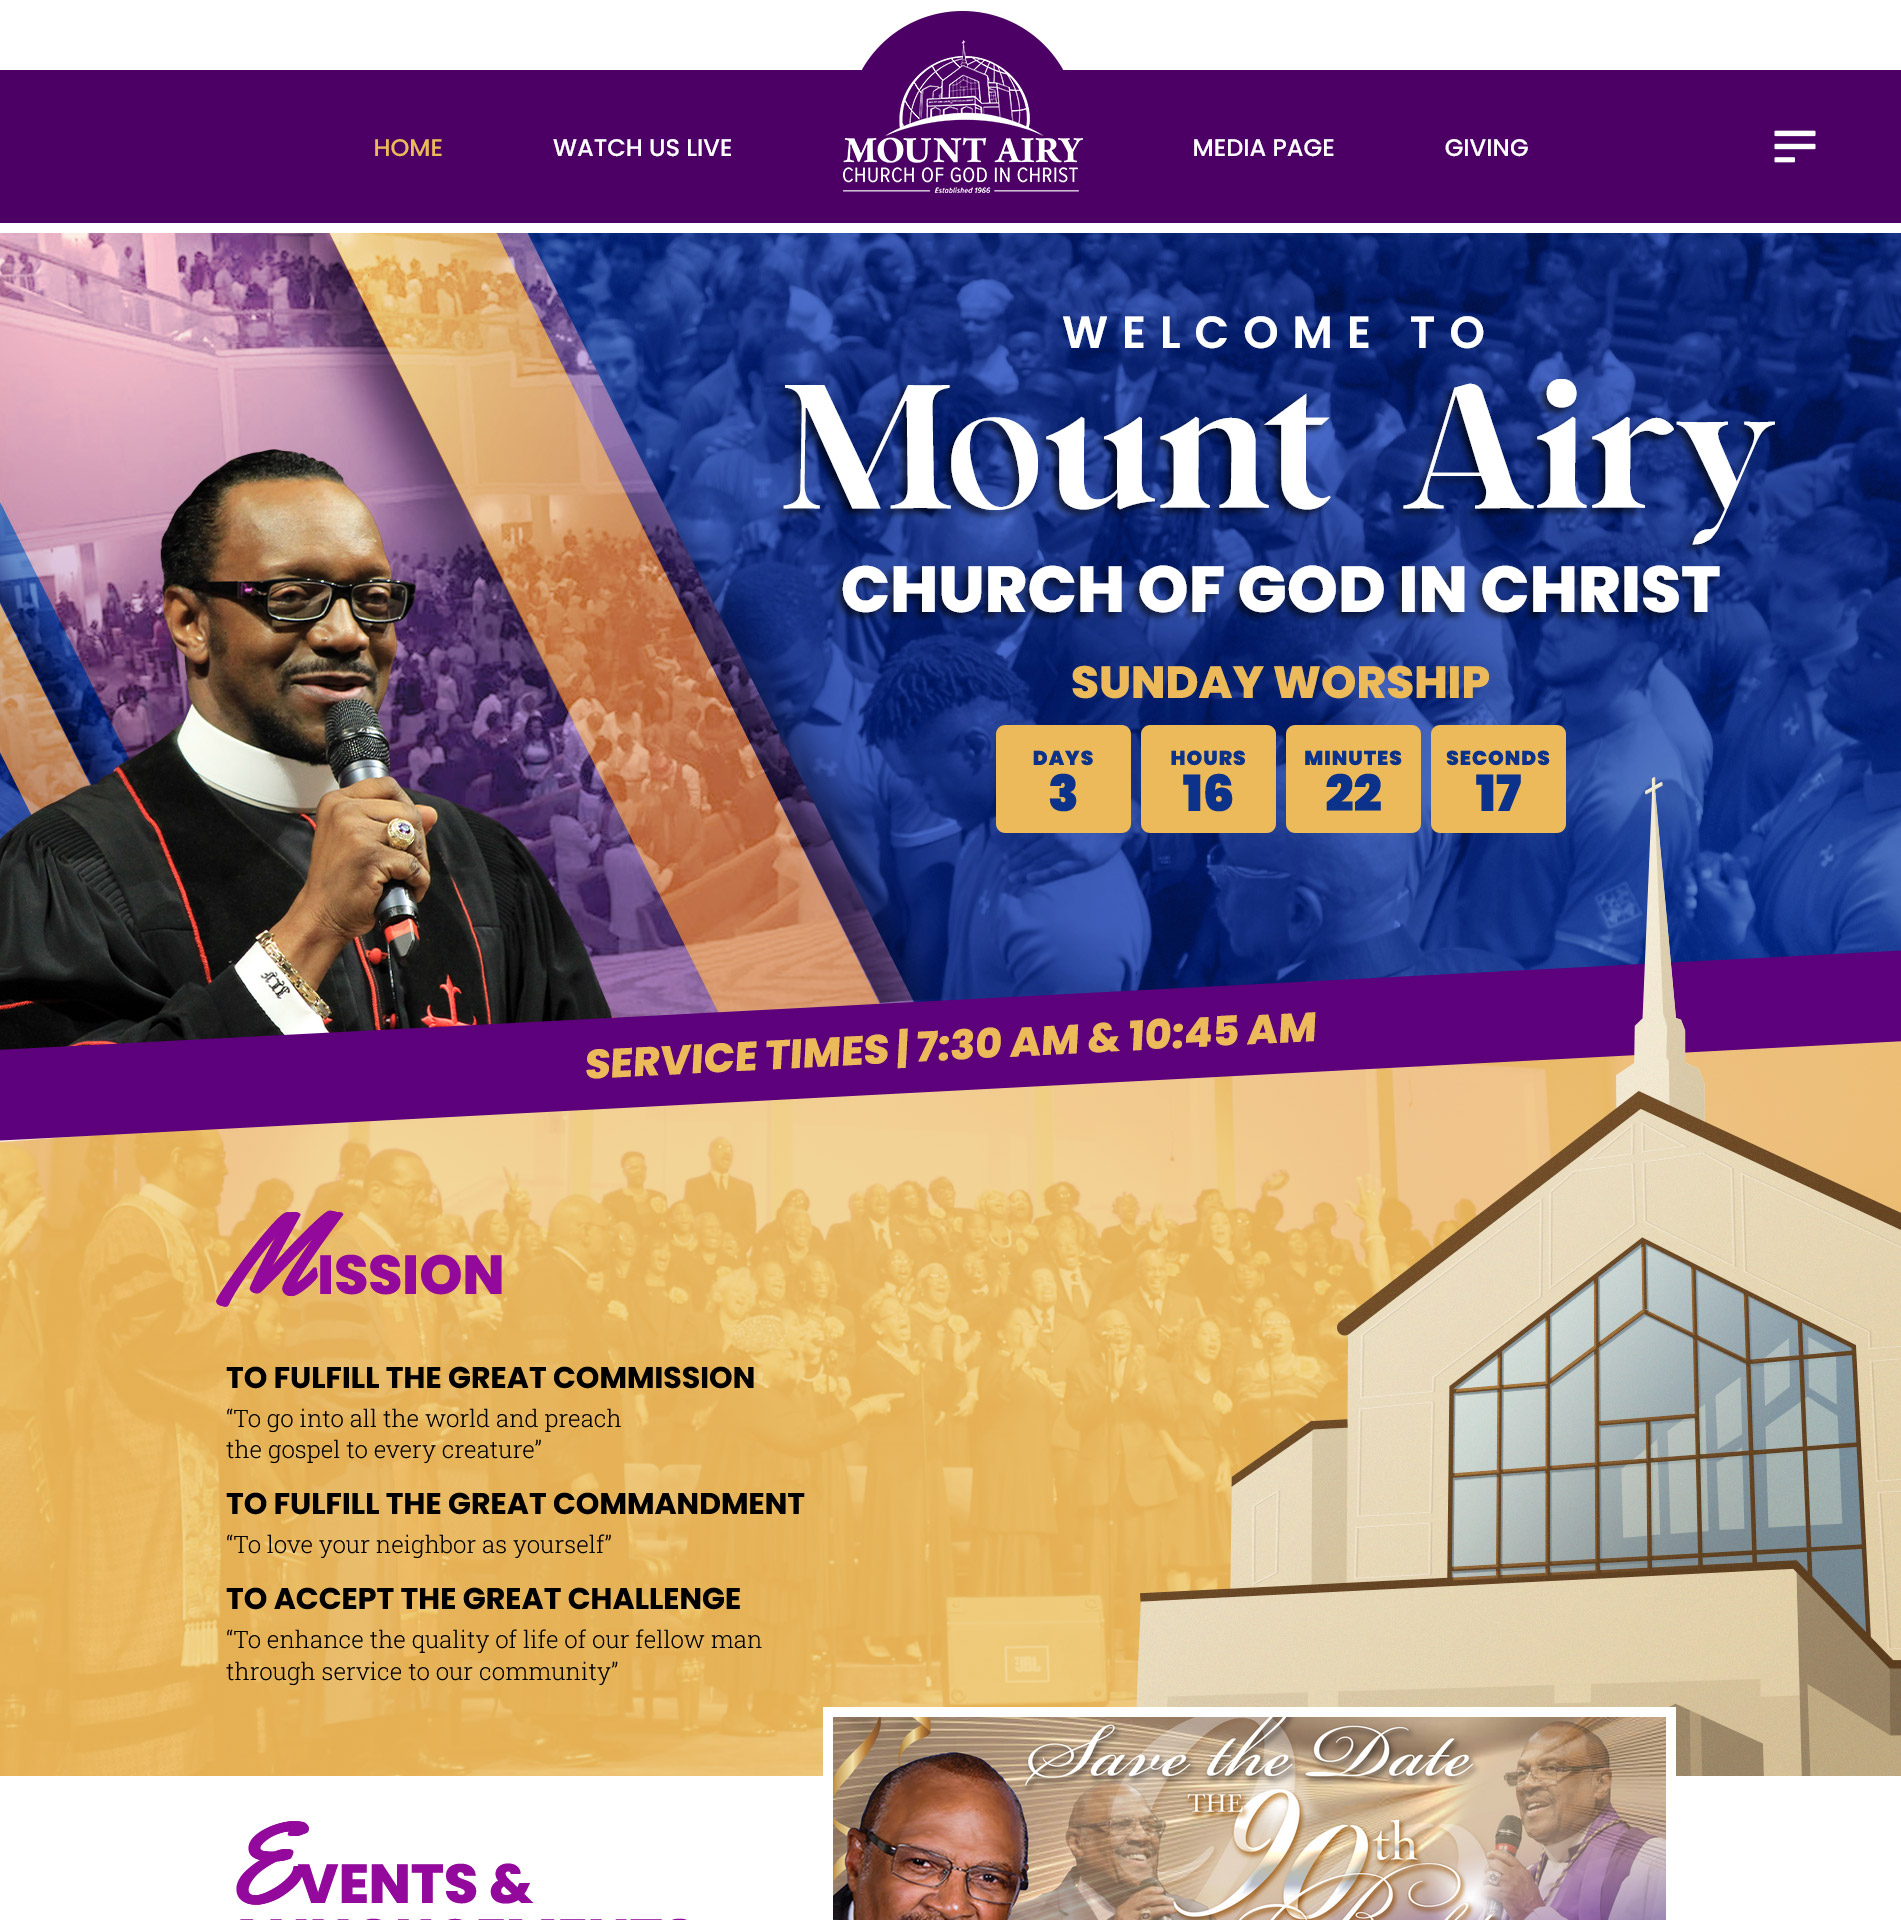 HOME
WATCH US LIVE
MOUNT AIRY
CHURCH OF GOD IN CHRIST
Established 1966
MEDIA PAGE
GIVING
WELCOME TO
Mount Airy
CHURCH OF GOD IN CHRIST
SUNDAY WORSHIP
DAYS
3
HOURS
16
MINUTES
22
SECONDS
17
SERVICE TIMES | 7:30 AM & 10:45 AM
MISSION
TO FULFILL THE GREAT COMMISSION
“To go into all the world and preach
the gospel to every creature”
TO FULFILL THE GREAT COMMANDMENT
“To love your neighbor as yourself”
TO ACCEPT THE GREAT CHALLENGE
“To enhance the quality of life of our fellow man
through service to our community”
JBL
Save the Date
THE
90th
EVENTS &